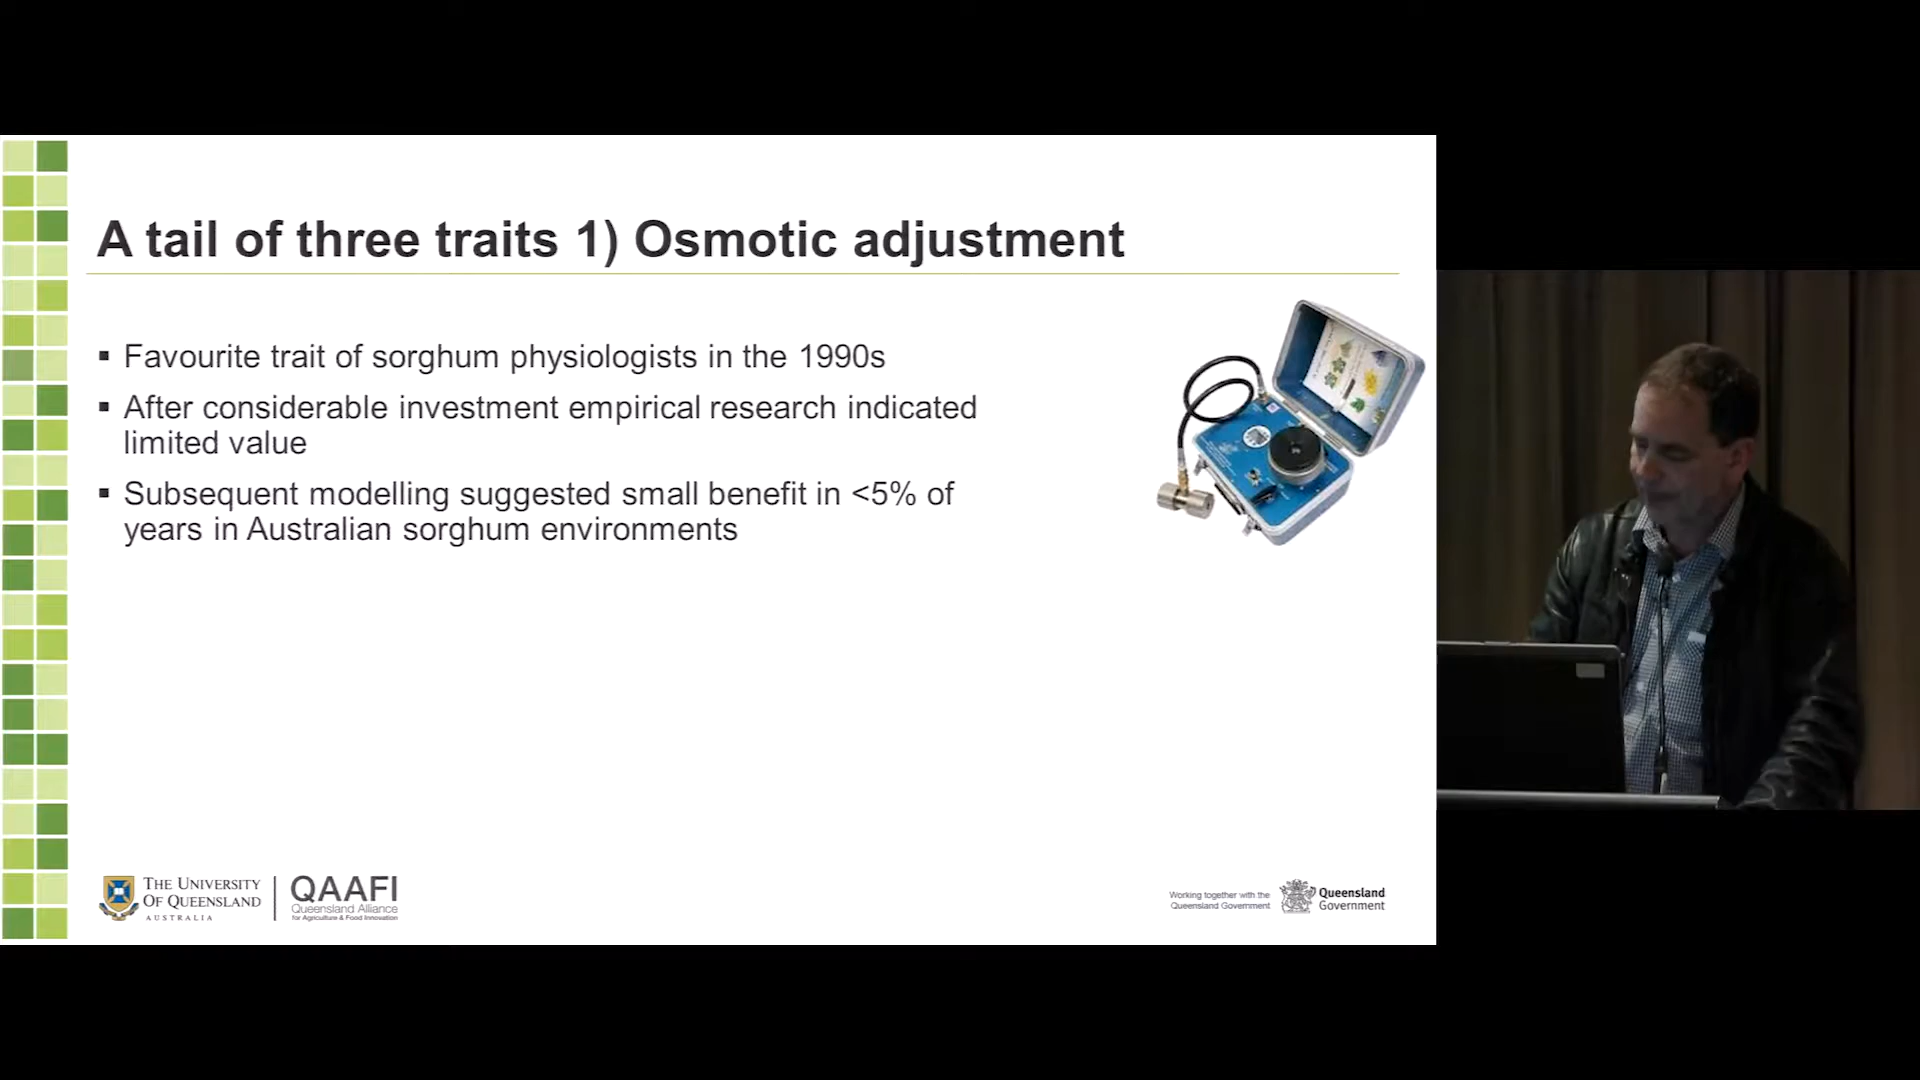 A tail of three traits 1) Osmotic adjustment
▪ Favourite trait of sorghum physiologists in the 1990s
▪ After considerable investment empirical research indicated
limited value
▪ Subsequent modelling suggested small benefit in <5% of
years in Australian sorghum environments
THE UNIVERSITY
OF QUEENSLAND
AUSTRALIA
QAAFI
Queensland Alliance
for Agriculture & Food Innovation
Working together with the
Queensland Government
Queensland
Government